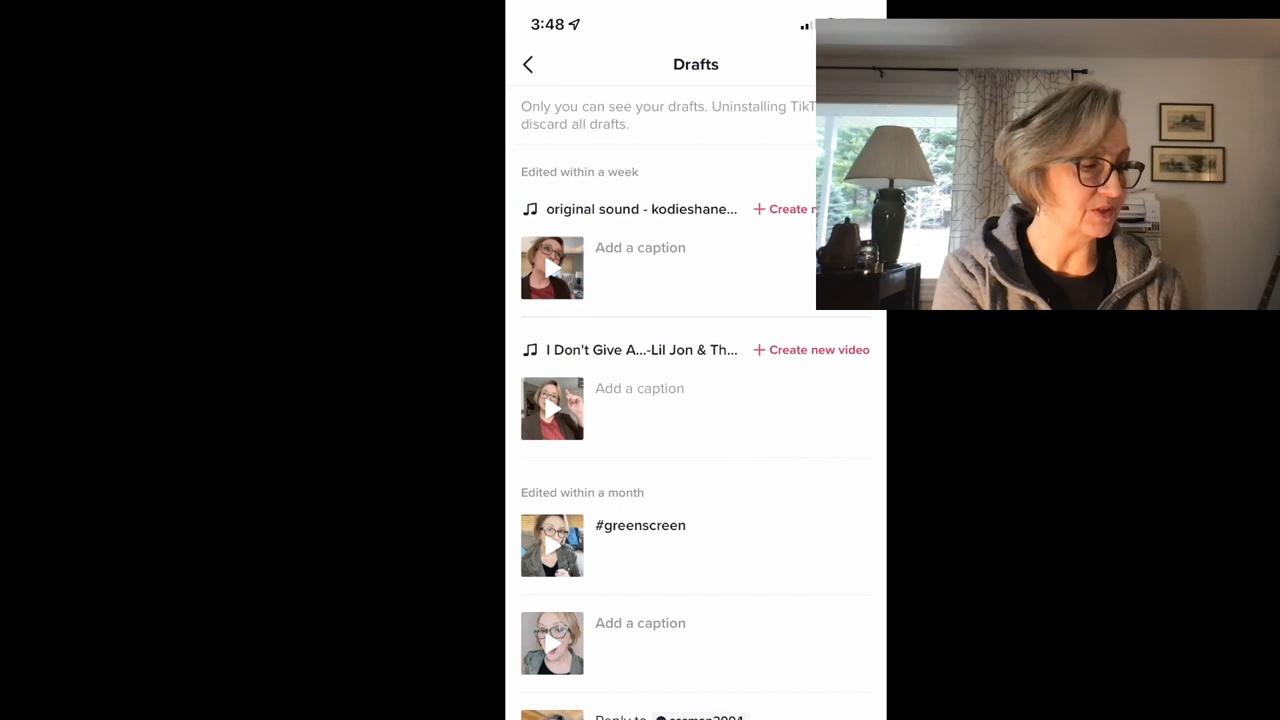 3:48
Drafts
Only you can see your drafts. Uninstalling
discard all drafts.
Edited within a week
original sound - kodieshane... + Create
Add a caption
I Don't Give A...-Lil Jon & Th... + Create new video
Add a caption
Edited within a month
#greenscreen
Add a caption
Reply to